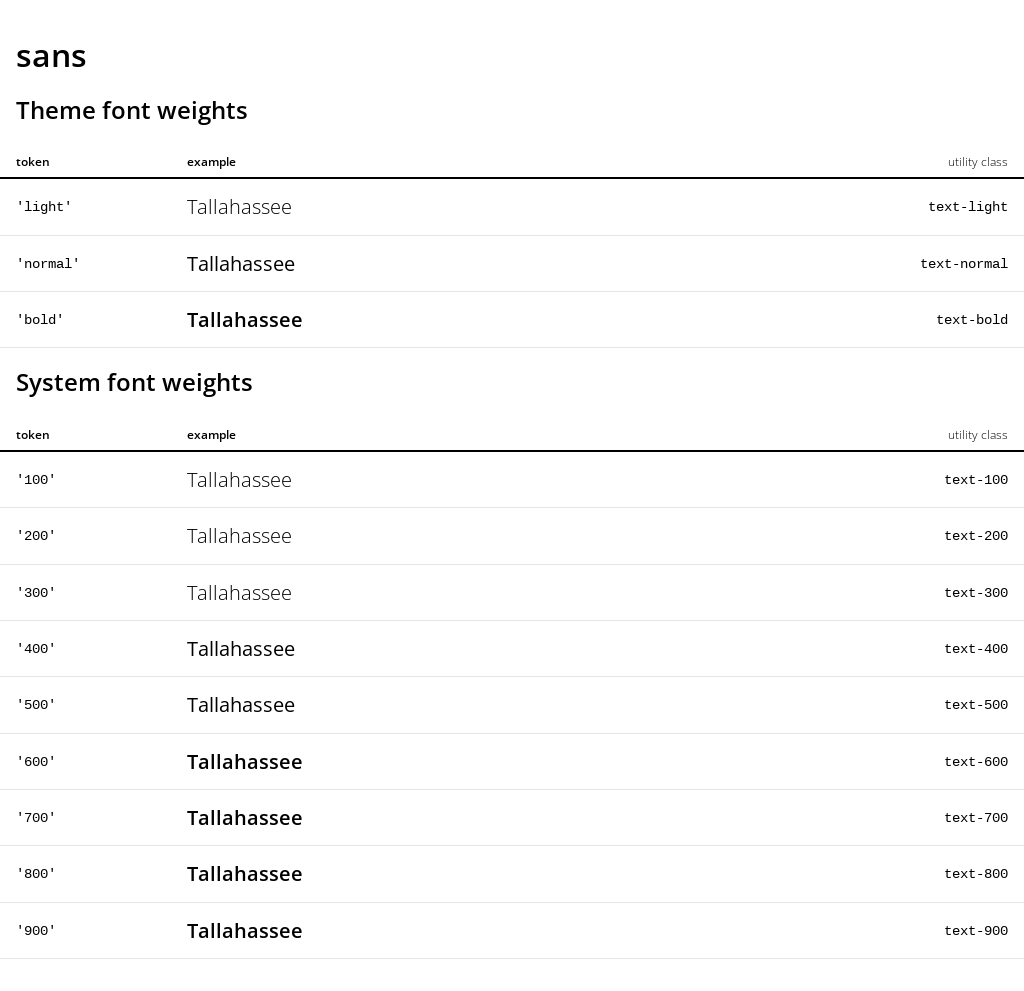 sans
Theme font weights
token example utility class
'light' Tallahassee text-light
'normal' Tallahassee text-normal
'bold' Tallahassee text-bold
System font weights
token example utility class
'100' Tallahassee text-100
'200' Tallahassee text-200
'300' Tallahassee text-300
'400' Tallahassee text-400
'500' Tallahassee text-500
'600' Tallahassee text-600
'700' Tallahassee text-700
'800' Tallahassee text-800
'900' Tallahassee text-900